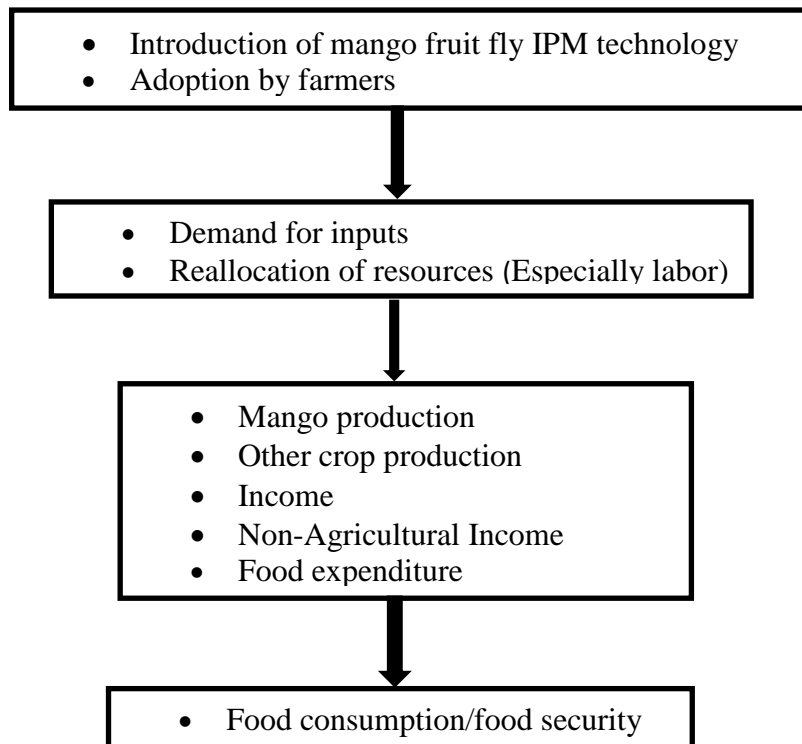 • Introduction of mango fruit fly IPM technology
• Adoption by farmers
• Demand for inputs
• Reallocation of resources (Especially labor)
• Mango production
• Other crop production
• Income
• Non-Agricultural Income
• Food expenditure
• Food consumption/food security